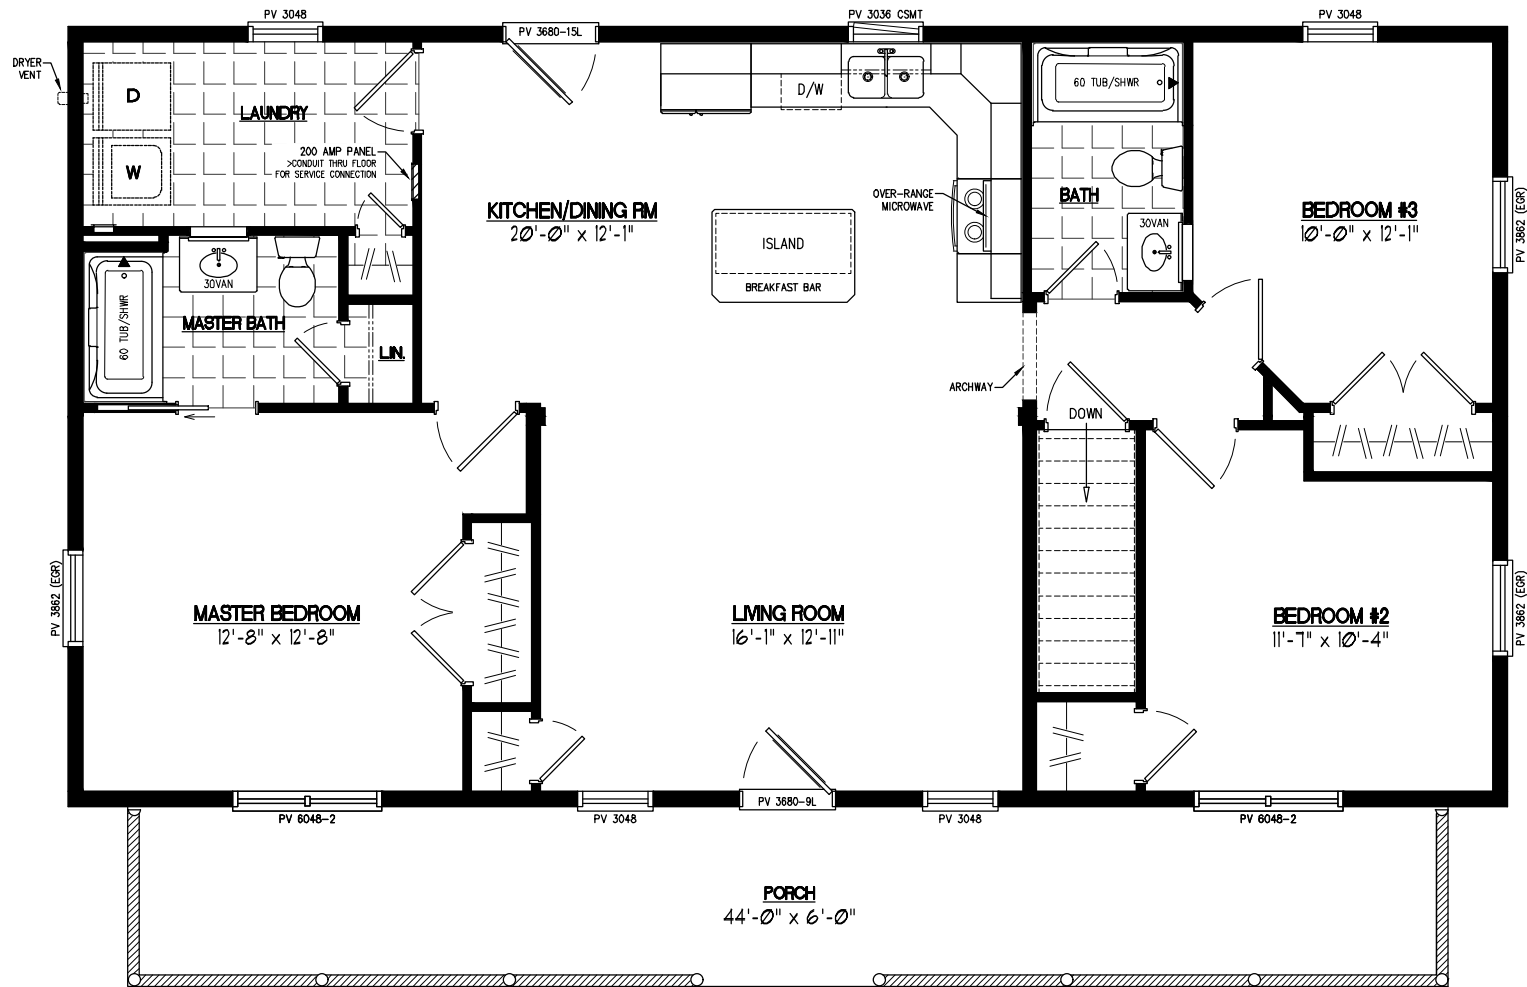 PV 3048
PV 3680-15L
PV 3036 CSMT
PV 3048
DRYER
VENT
D
LAUNDRY
W
200 AMP PANEL
>CONDUIT THRU FLOOR
FOR SERVICE CONNECTION
D/W
60 TUB/SHWR
OVER-RANGE
MICROWAVE
BATH
30VAN
KITCHEN/DINING RM
20'-0" x 12'-1"
ISLAND
BREAKFAST BAR
BEDROOM #3
10'-0" x 12'-1"
PV 3862 (EGR)
60 TUB/SHWR
30VAN
MASTER BATH
LIN.
ARCHWAY
DOWN
PV 3862 (EGR)
MASTER BEDROOM
12'-8" x 12'-8"
LIVING ROOM
16'-1" x 12'-11"
BEDROOM #2
11'-7" x 10'-4"
PV 3862 (EGR)
PV 6048-2
PV 3048
PV 3680-9L
PV 3048
PV 6048-2
PORCH
44'-0" x 6'-0"